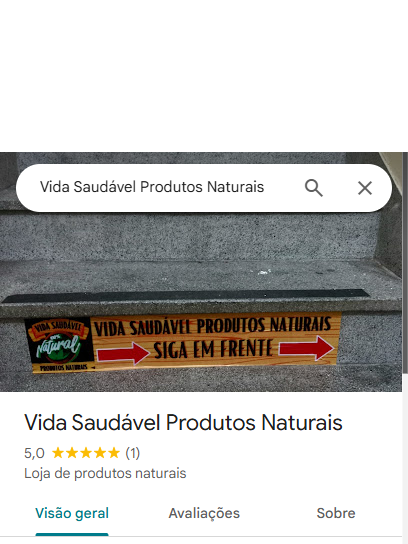 Vida Saudável Produtos Naturais
VIDA SAUDÁVEL
100%
Natural
PRODUTOS NATURAIS
VIDA SAUDÁVEL PRODUTOS NATURAIS
SIGA EM FRENTE
Vida Saudável Produtos Naturais
5,0 (1)
Loja de produtos naturais
Visão geral
Avaliações
Sobre